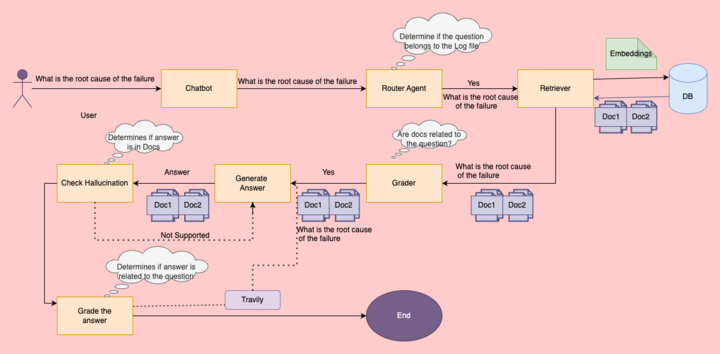 Determine if the question
belongs to the Log file
Embeddings
What is the root cause of the failure
Chatbot
What is the root cause of the failure
Router Agent
Yes
What is the root cause
of the failure
Retriever
DB
Doc1
Doc2
User
Determines if answer
is in Docs
Are docs related to
the question?
Check Hallucination
Answer
Doc1
Doc2
Generate
Answer
Yes
Doc1
Doc2
What is the root cause
of the failure
Grader
What is the root cause
of the failure
Doc1
Doc2
Not Supported
Determines if answer is
related to the question
Travily
Grade the
answer
End